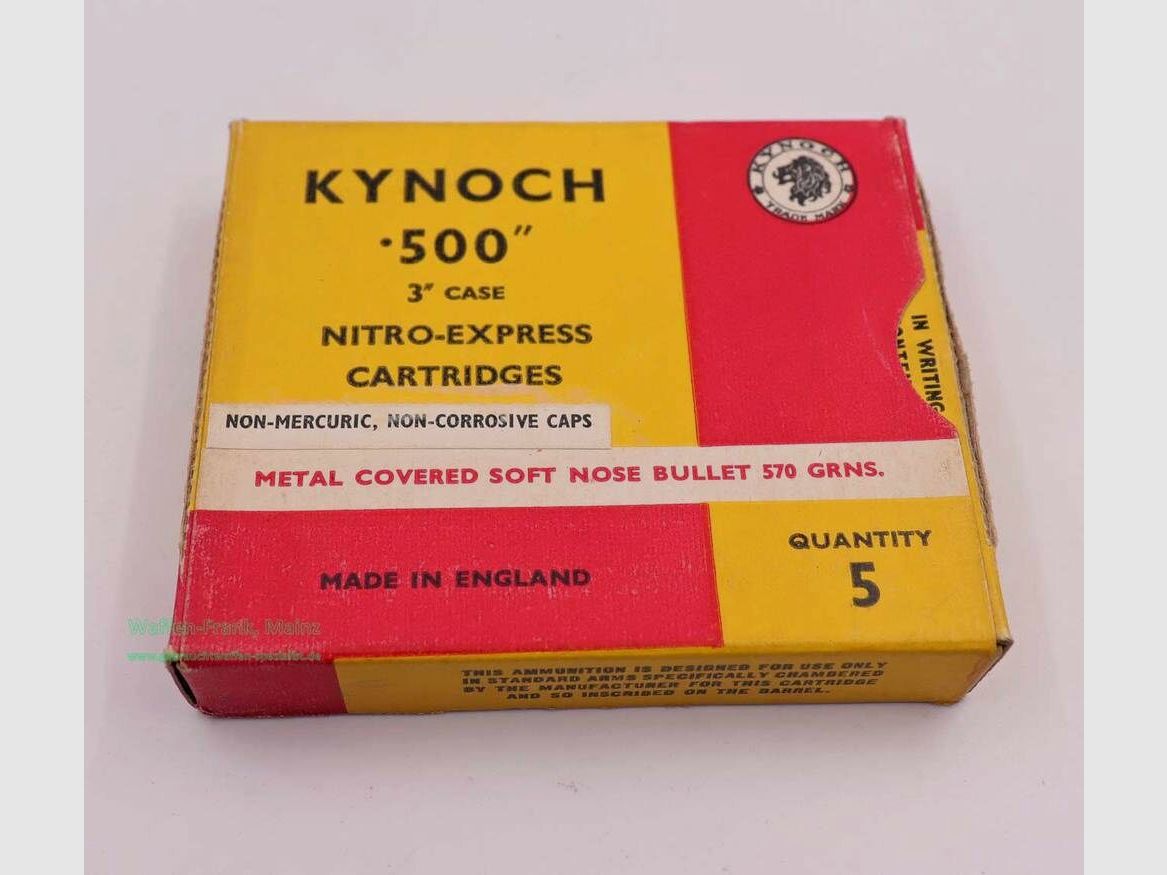 KYNOCH
·500″
3″ CASE
NITRO-EXPRESS
CARTRIDGES
NON-MERCURIC, NON-CORROSIVE CAPS
METAL COVERED SOFT NOSE BULLET 570 GRNS.
MADE IN ENGLAND
QUANTITY
5
KYNOCH
TRADE MARK
IN WRITING
THIS AMMUNITION IS DESIGNED FOR USE ONLY
IN STANDARD ARMS SPECIFICALLY CHAMBERED
BY THE MANUFACTURER FOR THIS CARTRIDGE
AND SO INSCRIBED ON THE BARREL.
Waffen-Frank, Mainz